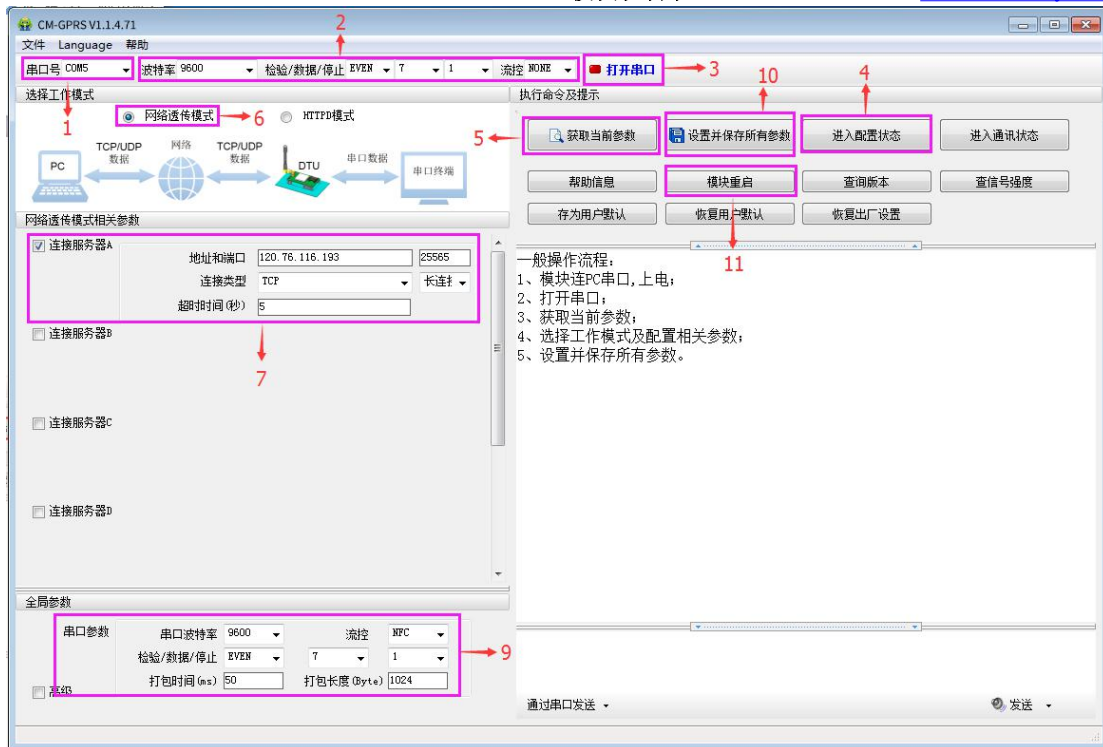 CM-GPRS V1.1.4.71
2
文件 Language 帮助
串口号 COM5 波特率 9600 检验/数据/停止 EVEN 7 1 流控 NONE 打开串口 3
选择工作模式 执行命令及提示
1 10 4
网络透传模式 6 HTTPD模式
5 获取当前参数 设置并保存所有参数 进入配置状态 进入通讯状态
TCP/UDP 网络 TCP/UDP
数据 数据 串口数据
PC DTU 串口终端
帮助信息 模块重启 查询版本 查信号强度
存为用户默认 恢复用户默认 恢复出厂设置
网络透传模式相关参数
连接服务器A
地址和端口 120.76.116.193 25565
连接类型 TCP
超时时间(秒) 5
11
一般操作流程:
1、模块连PC串口,上电;
2、打开串口;
3、获取当前参数;
4、选择工作模式及配置相关参数;
5、设置并保存所有参数。
连接服务器B
7
连接服务器C
连接服务器D
全局参数
串口参数 串口波特率 9600 流控 NFC
检验/数据/停止 EVEN 7 1 9
打包时间(ms) 50 打包长度(Byte) 1024
高级
通过串口发送 发送